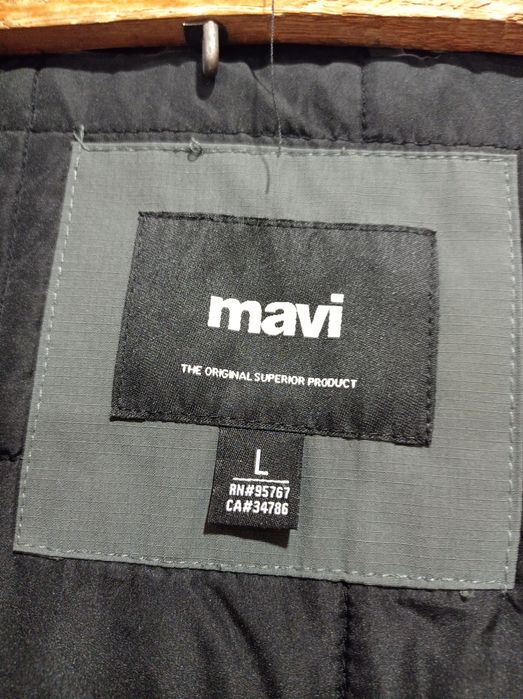 mavi
THE ORIGINAL SUPERIOR PRODUCT
L
RN#95767
CA#34786